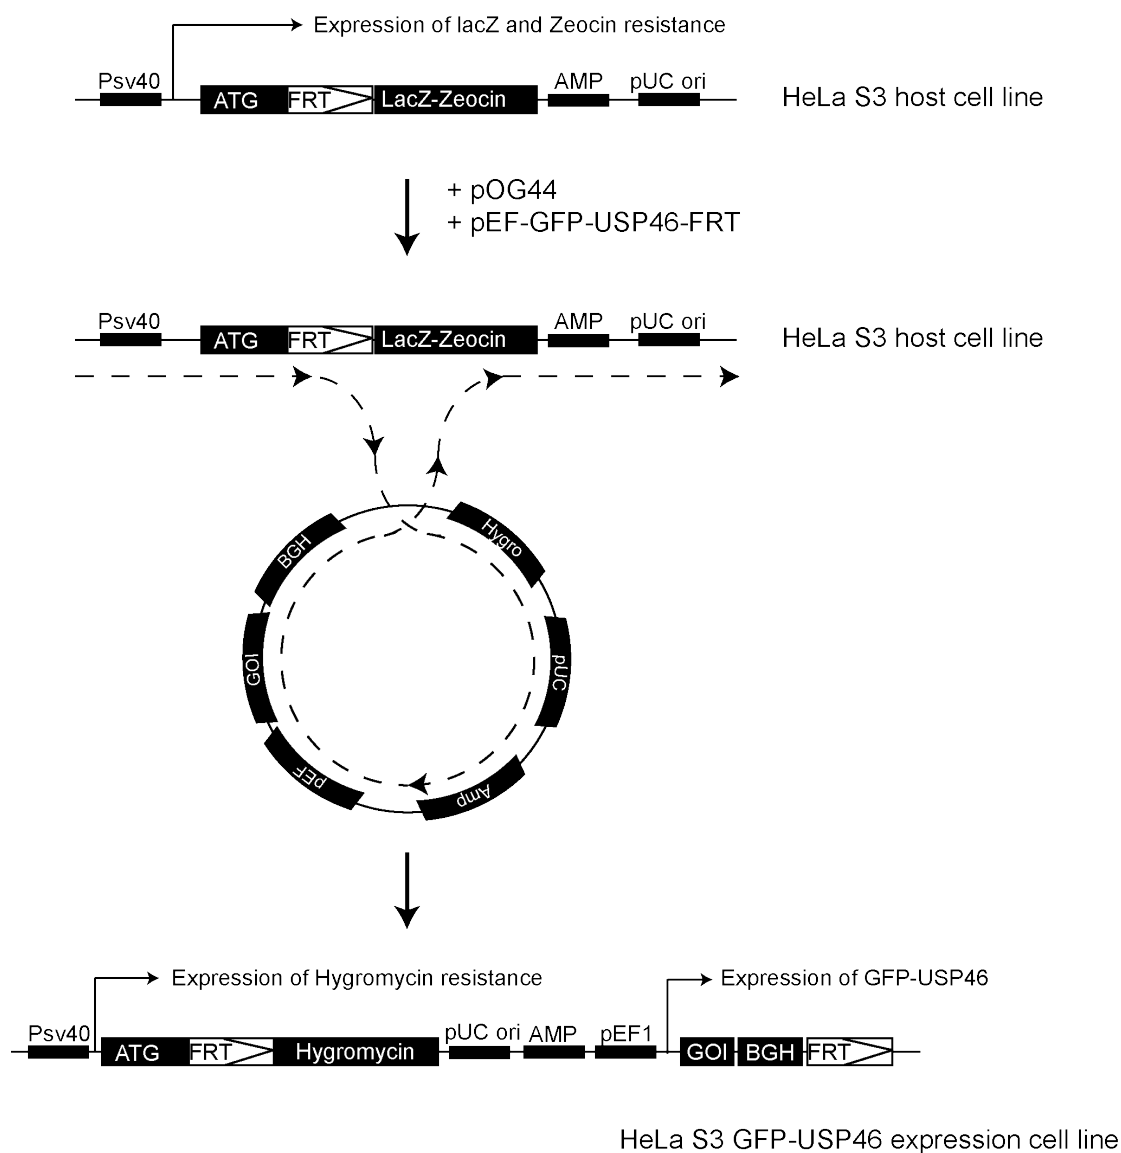 Expression of lacZ and Zeocin resistance
Psv40 AMP pUC ori
ATG FRT LacZ-Zeocin HeLa S3 host cell line
+ pOG44
+ pEF-GFP-USP46-FRT
Psv40 AMP pUC ori
ATG FRT LacZ-Zeocin HeLa S3 host cell line
BGH Hygro
GOI pUC
pEF Amp
Expression of Hygromycin resistance Expression of GFP-USP46
Psv40 pUC ori AMP pEF1
ATG FRT Hygromycin GOI BGH FRT
HeLa S3 GFP-USP46 expression cell line